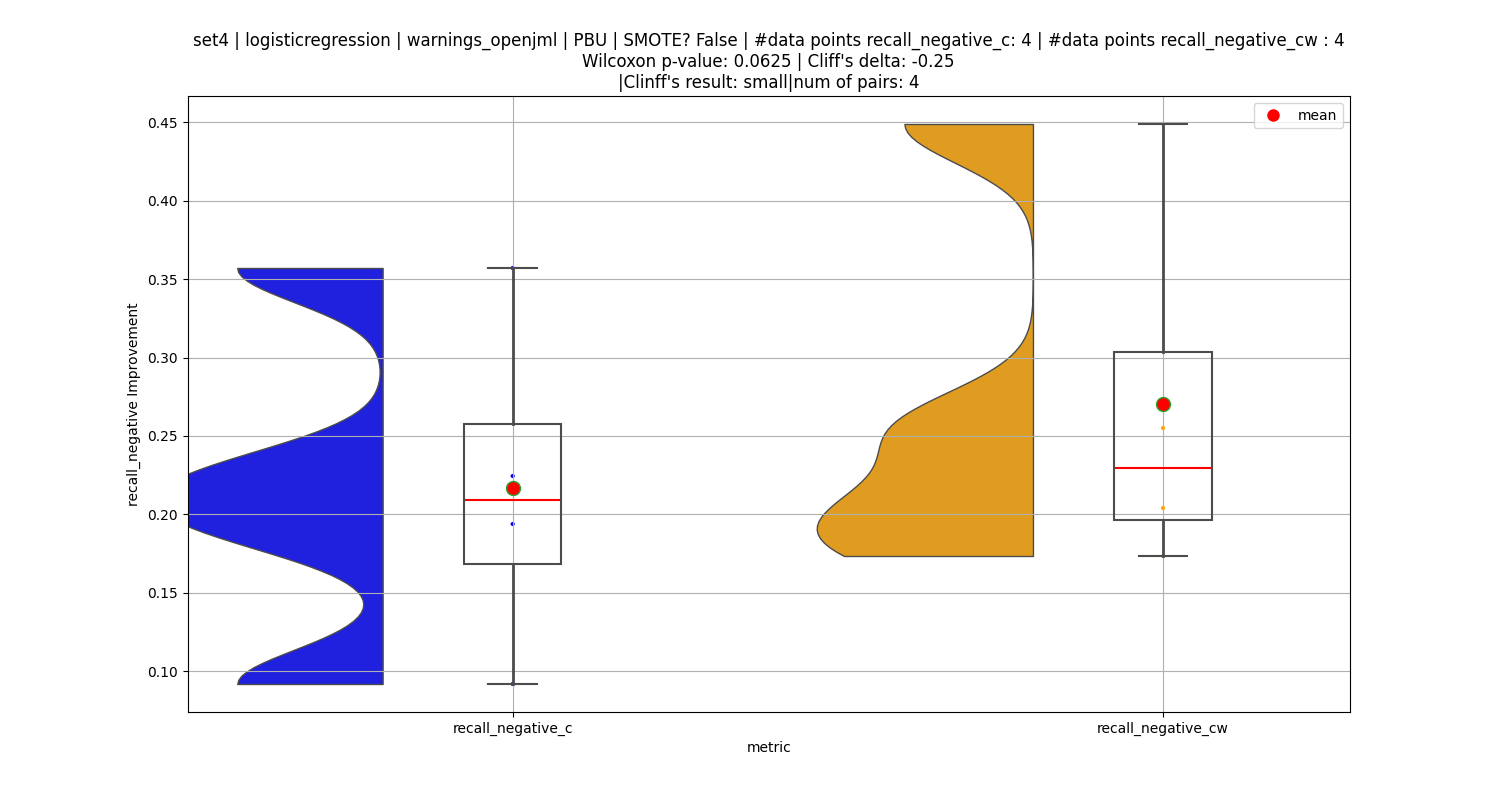 set4 | logisticregression | warnings_openjml | PBU | SMOTE? False | #data points recall_negative_c: 4 | #data points recall_negative_cw : 4
Wilcoxon p-value: 0.0625 | Cliff's delta: -0.25
|Clinff's result: small|num of pairs: 4
mean
0.45
0.40
0.35
0.30
0.25
0.20
0.15
0.10
recall_negative Improvement
recall_negative_c
recall_negative_cw
metric